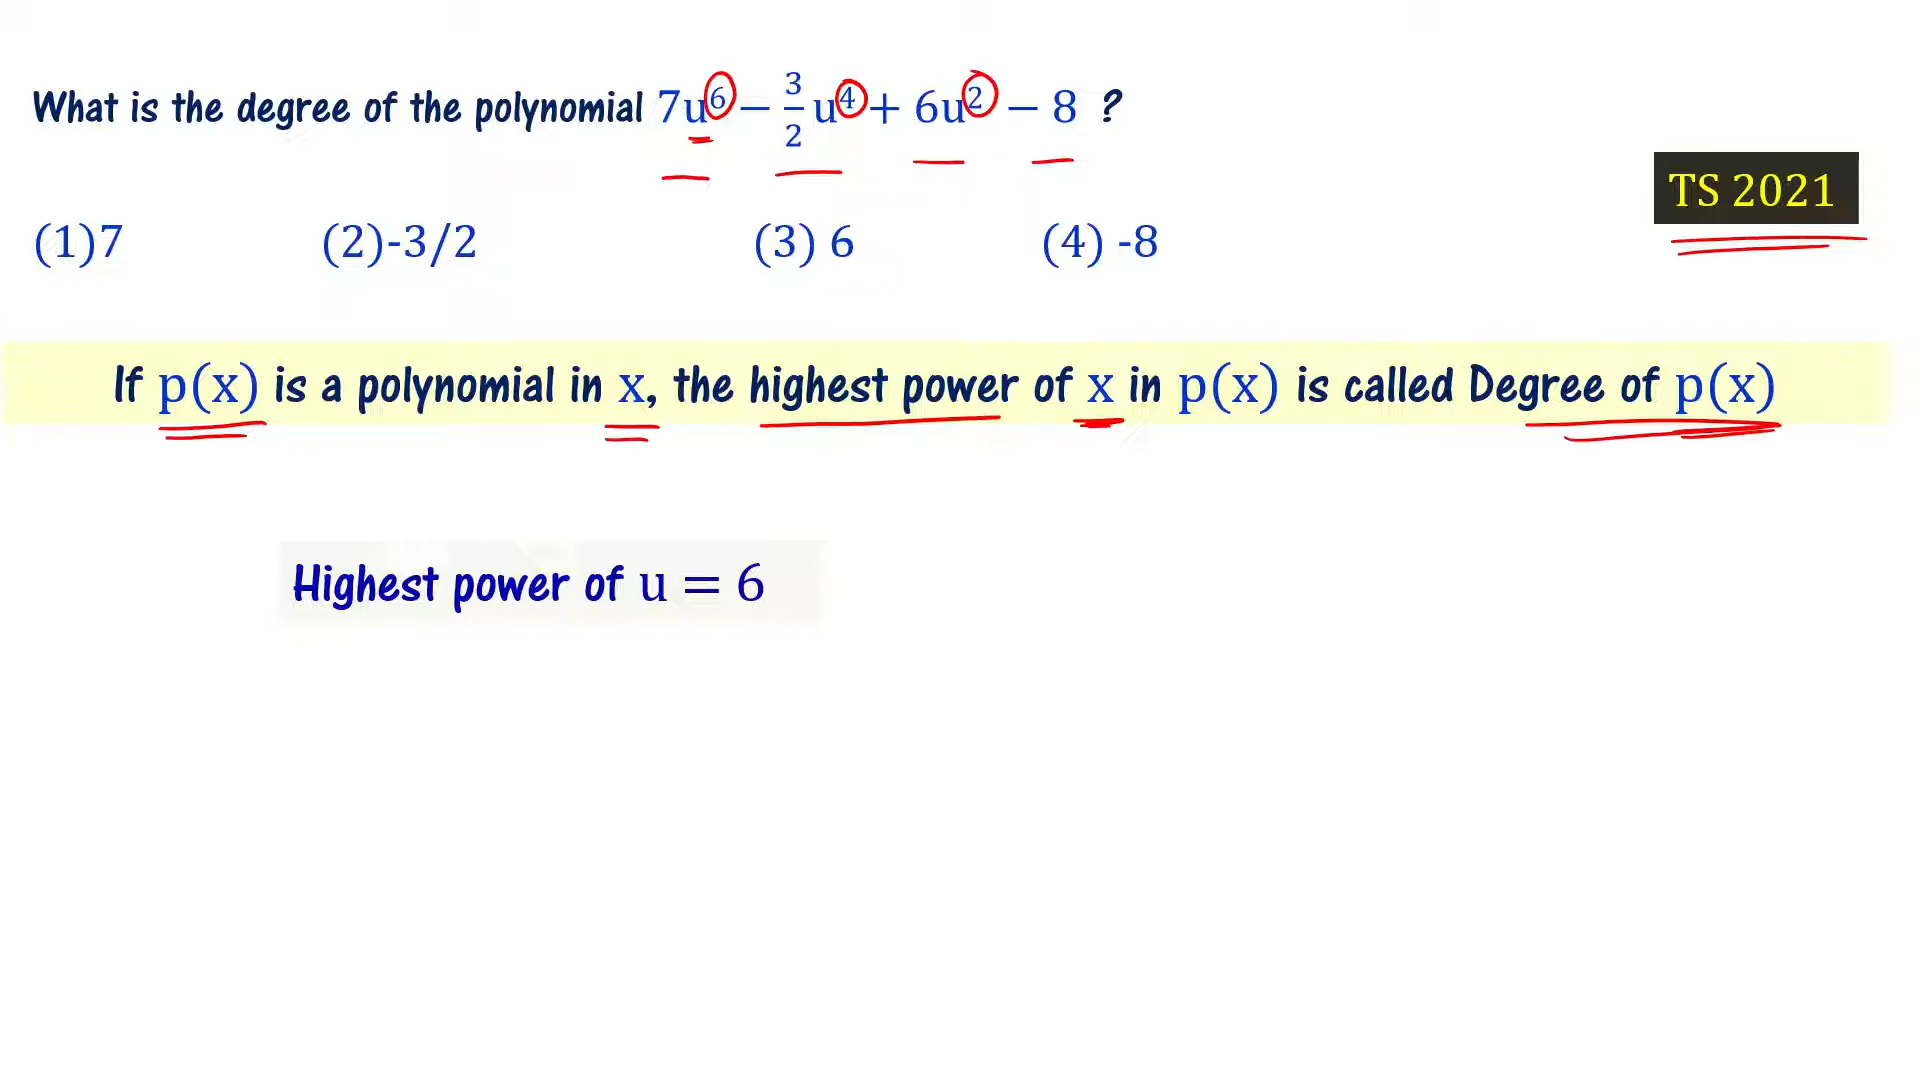 What is the degree of the polynomial 7u⁶ − 3/2 u⁴ + 6u² − 8 ?
TS 2021
(1)7 (2)-3/2 (3) 6 (4) -8
If p(x) is a polynomial in x, the highest power of x in p(x) is called Degree of p(x)
Highest power of u = 6